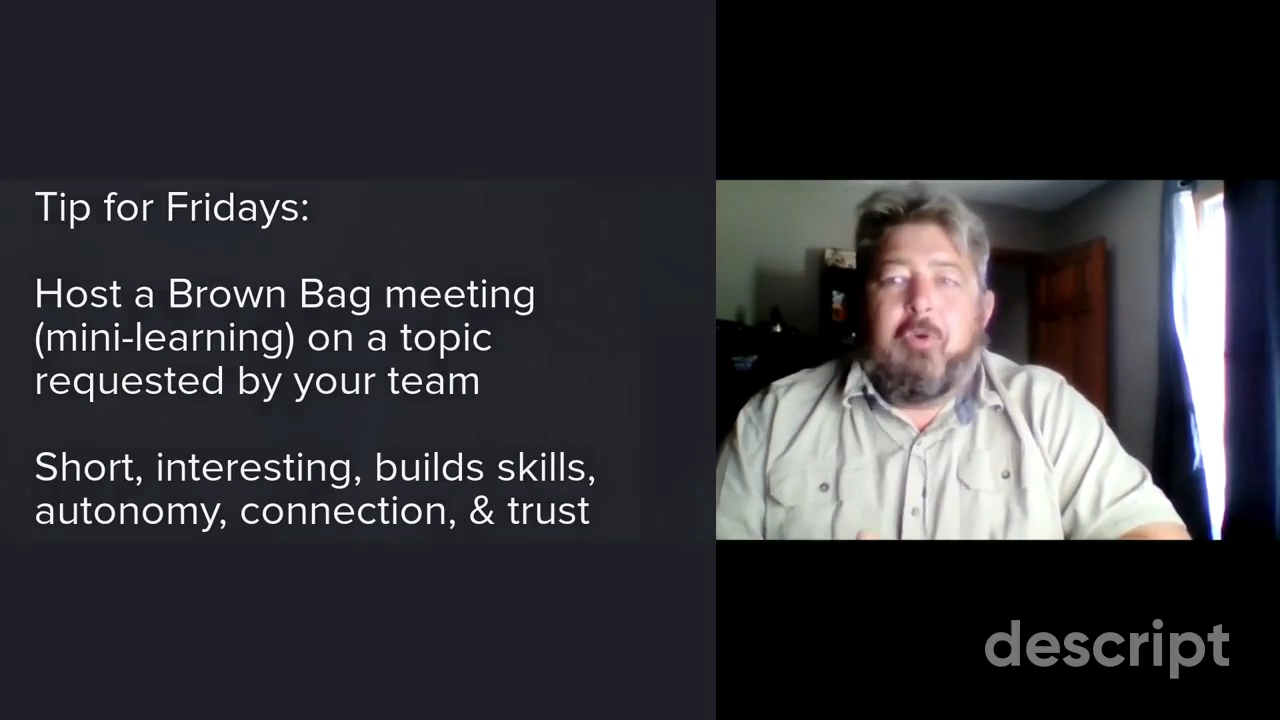 Tip for Fridays:
Host a Brown Bag meeting
(mini-learning) on a topic
requested by your team
Short, interesting, builds skills,
autonomy, connection, & trust
descript